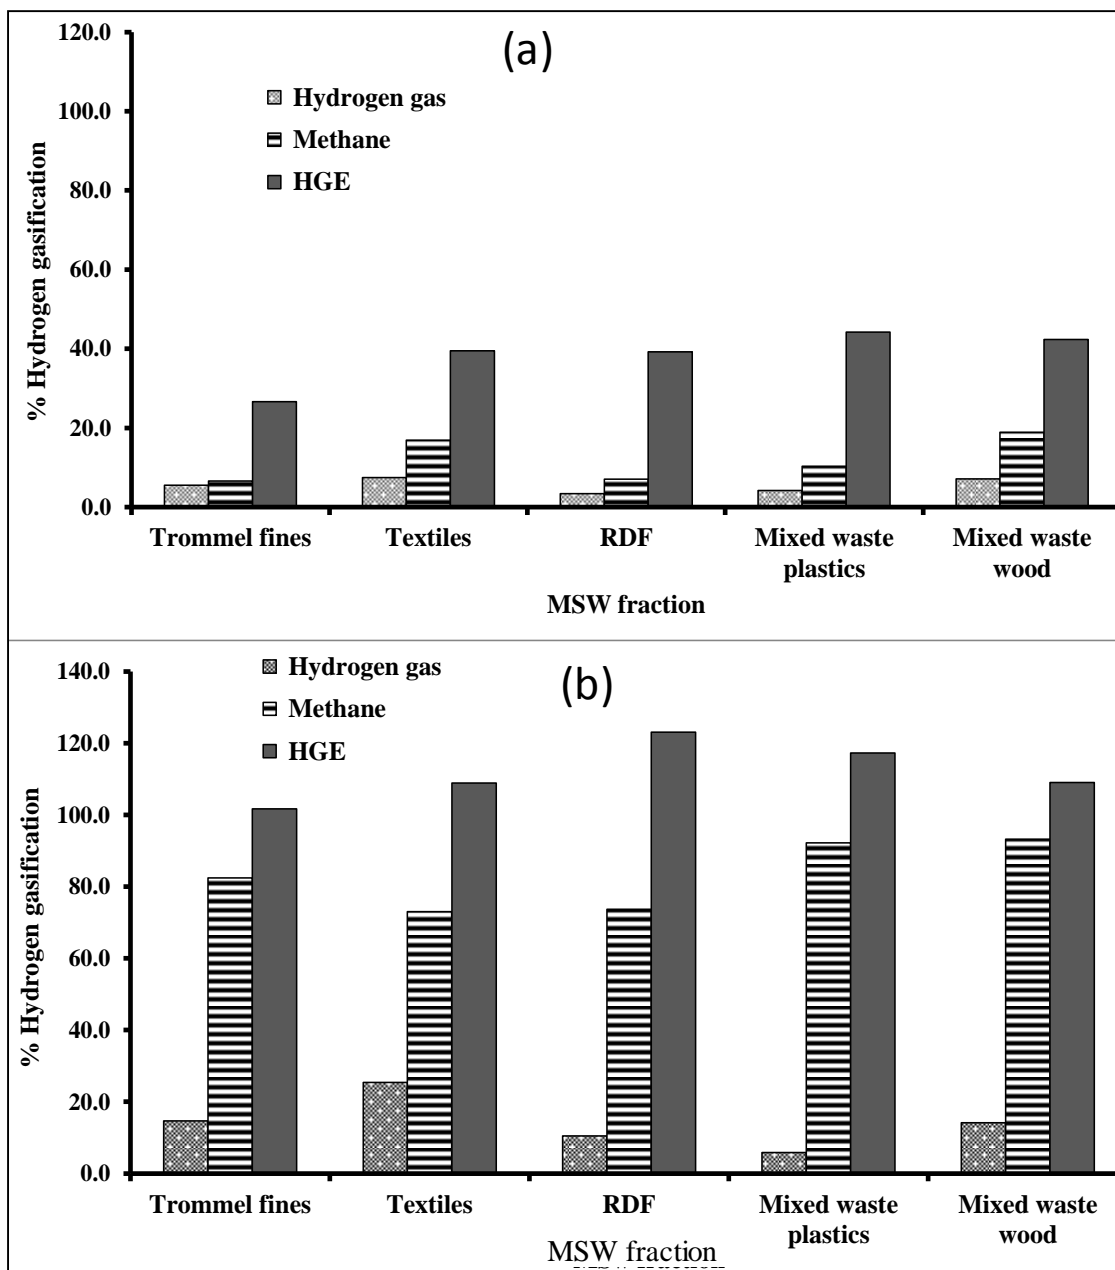 (a)
120.0
100.0
80.0
60.0
40.0
20.0
0.0
% Hydrogen gasification
Hydrogen gas
Methane
HGE
Trommel fines Textiles RDF Mixed waste plastics Mixed waste wood
MSW fraction
(b)
140.0
120.0
100.0
80.0
60.0
40.0
20.0
0.0
% Hydrogen gasification
Hydrogen gas
Methane
HGE
Trommel fines Textiles RDF Mixed waste plastics Mixed waste wood
MSW fraction